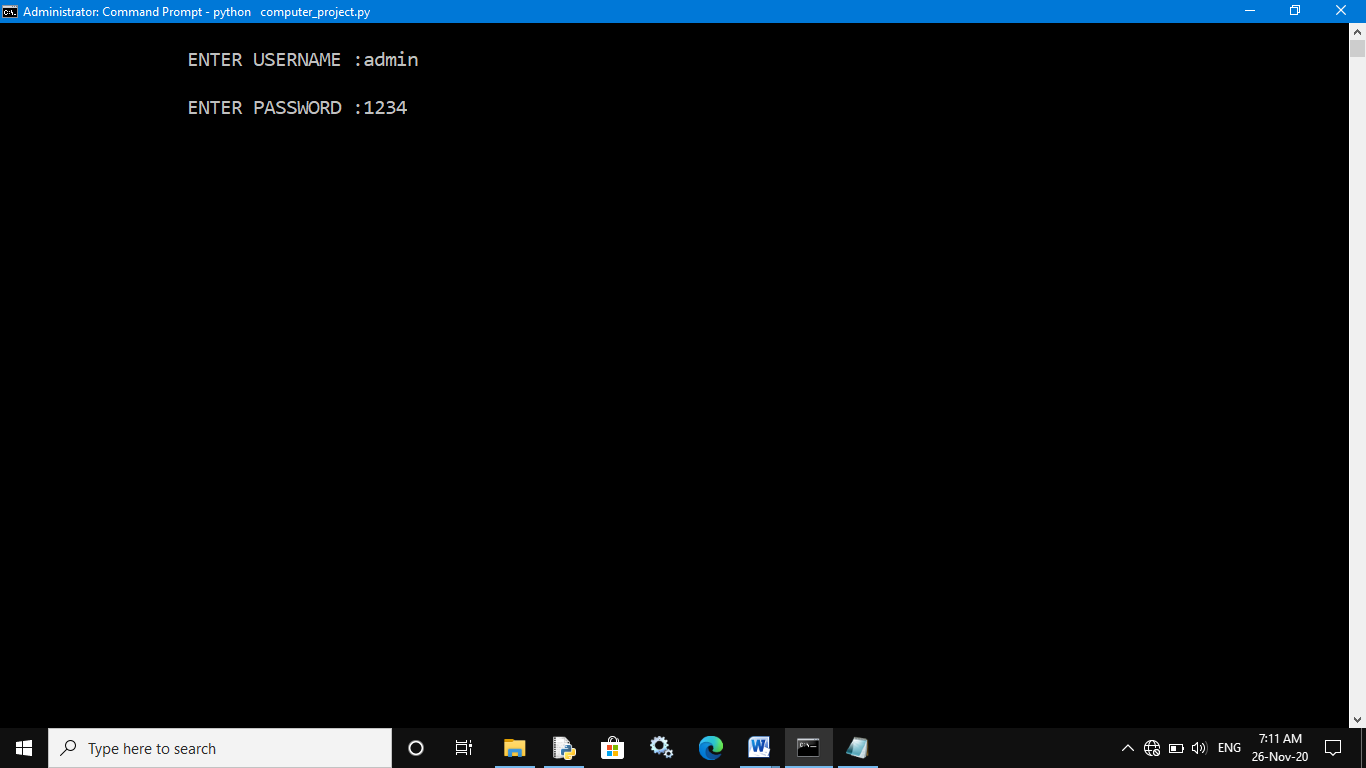 Administrator: Command Prompt - python computer_project.py
ENTER USERNAME :admin
ENTER PASSWORD :1234
Type here to search
ENG
7:11 AM
26-Nov-20